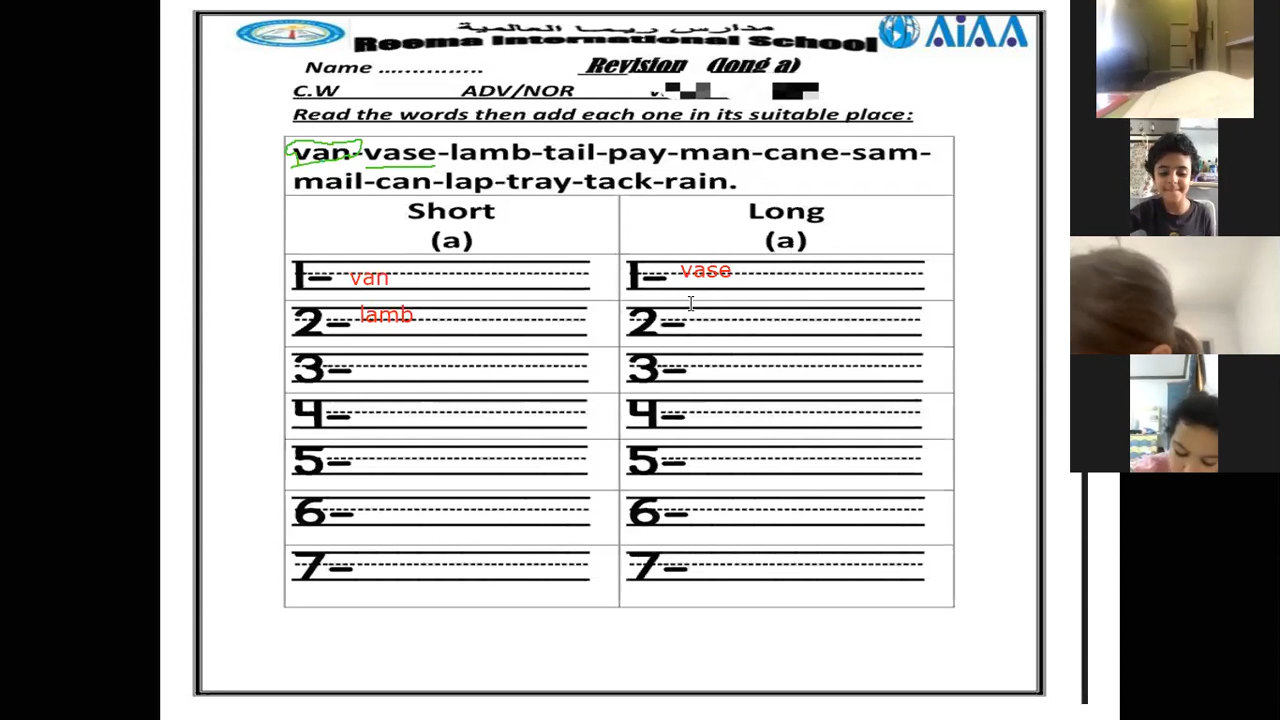 مدارس ريما العالمية
Reema International School
AiAA
Name ..............
Revision (long a)
C.W ADV/NOR
Read the words then add each one in its suitable place:
van-vase-lamb-tail-pay-man-cane-sam-
mail-can-lap-tray-tack-rain.
Short Long
(a) (a)
1- van 1- vase
2- lamb 2-
3- 3-
4- 4-
5- 5-
6- 6-
7- 7-